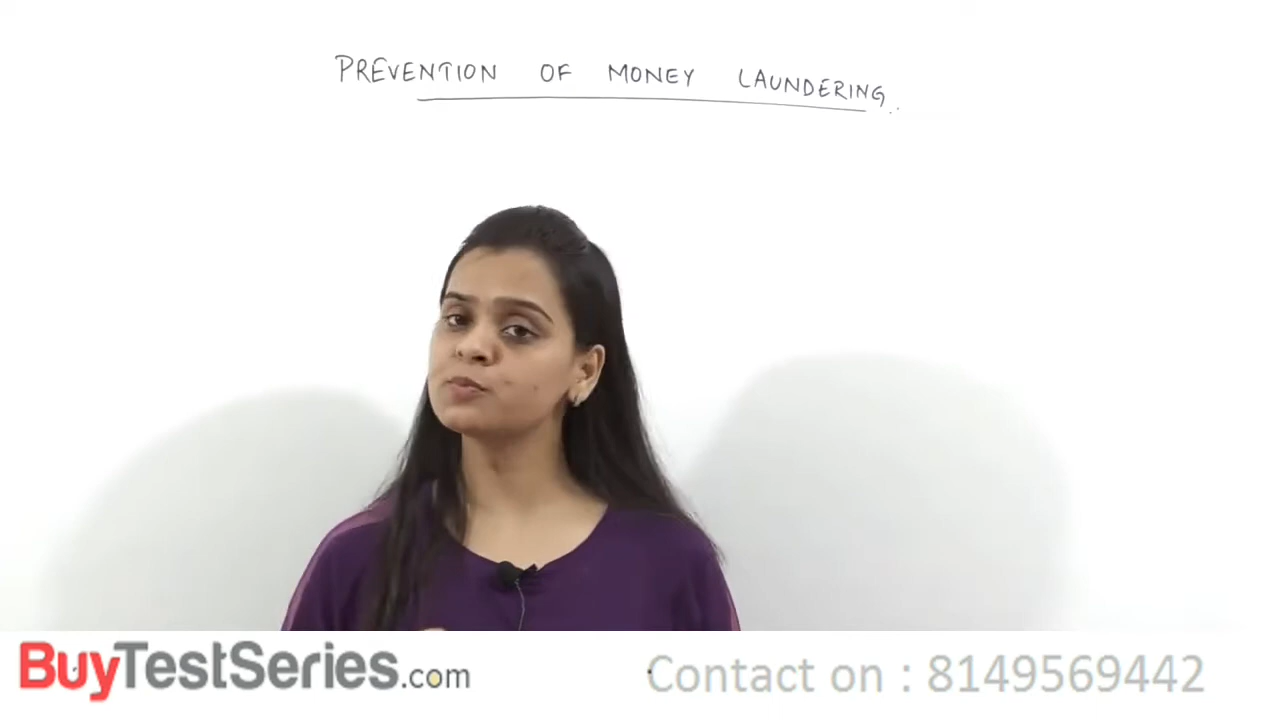 PREVENTION OF MONEY LAUNDERING
BuyTestSeries.com
Contact on : 8149569442